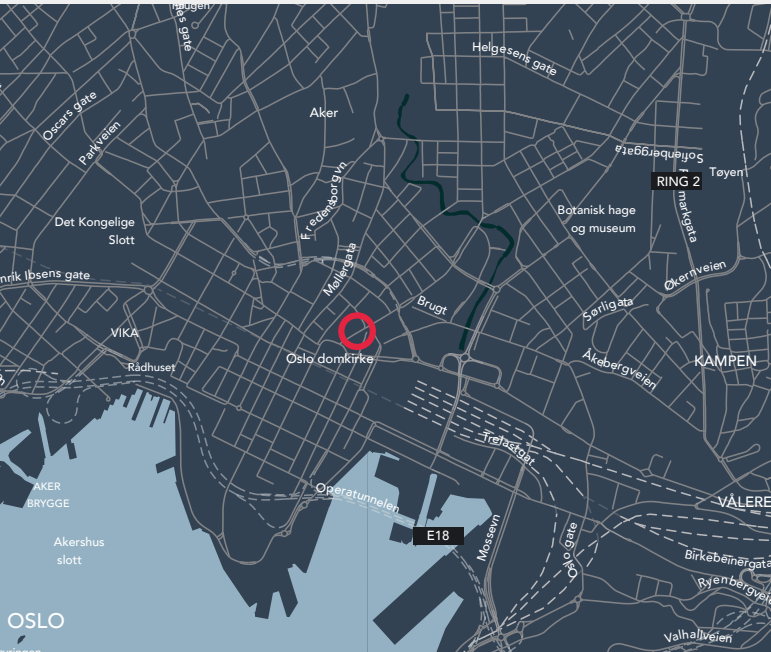 Helgesens gate
Oscars gate
Parkveien
Aker
Sofienberggata
RING 2
Tøyen
Fredensborgvn
Botanisk hage
og museum
Det Kongelige
Slott
Møllergata
Økernveien
Brugt
Sørligata
VIKA
Oslo domkirke
Rådhuset
Åkebergveien
KAMPEN
Trelastgat
AKER
BRYGGE
Operatunnelen
VÅLERE
E18
Akershus
slott
Mossevn
Oslo gate
Birkebeinergata
Ryenbergveie
OSLO
Valhallveien